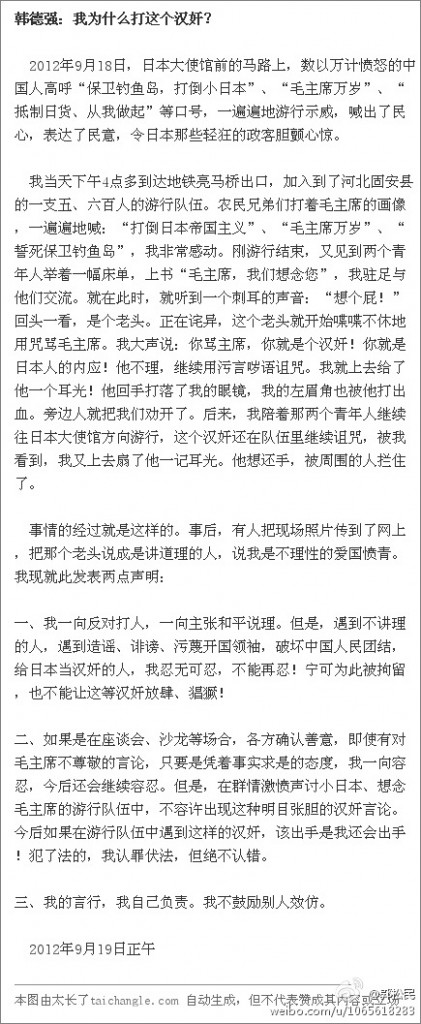 韩德强：我为什么打这个汉奸？
2012年9月18日，日本大使馆前的马路上，数以万计愤怒的中
国人高呼“保卫钓鱼岛，打倒小日本”、“毛主席万岁”、“
抵制日货、从我做起”等口号，一遍遍地游行示威，喊出了民
心，表达了民意，令日本那些轻狂的政客胆颤心惊。
我当天下午4点多到达地铁亮马桥出口，加入到了河北固安县
的一支五、六百人的游行队伍。农民兄弟们打着毛主席的画像
，一遍遍地喊：“打倒日本帝国主义”、“毛主席万岁”、“
誓死保卫钓鱼岛”，我非常感动。刚游行结束，又见到两个青
年人举着一幅床单，上书“毛主席，我们想念您”，我驻足与
他们交流。就在此时，就听到一个刺耳的声音：“想个屁！”
回头一看，是个老头。正在诧异，这个老头就开始喋喋不休地
用咒骂毛主席。我大声说：你骂主席，你就是个汉奸！你就是
日本人的内应！他不理，继续用污言秽语诅咒。我就上去给了
他一个耳光！他回手打落了我的眼镜，我的左眉角也被他打出
血。旁边人就把我们劝开了。后来，我陪着那两个青年人继续
往日本大使馆方向游行，这个汉奸还在队伍里继续诅咒，被我
看到，我又上去扇了他一记耳光。他想还手，被周围的人拦住
了。
事情的经过就是这样的。事后，有人把现场照片传到了网上
，把那个老头说成是讲道理的人，说我是不理性的爱国愤青。
我现就此发表两点声明：
一、我一向反对打人，一向主张和平说理。但是，遇到不讲理
的人，遇到造谣、诽谤、污蔑开国领袖，破坏中国人民团结，
给日本当汉奸的人，我忍无可忍，不能再忍！宁可为此被拘留
，也不能让这等汉奸放肆、猖獗！
二、如果是在座谈会、沙龙等场合，各方确认善意，即使有对
毛主席不尊敬的言论，只要是凭着事实求是的态度，我一向容
忍，今后还会继续容忍。但是，在群情激愤声讨小日本、想念
毛主席的游行队伍中，不容许出现这种明目张胆的汉奸言论。
今后如果在游行队伍中遇到这样的汉奸，该出手是我还会出手
！犯了法的，我认罪伏法，但绝不认错。
三、我的言行，我自己负责。我不鼓励别人效仿。
2012年9月19日正午
本图由太长了taichangle.com 自动生成，但不代表赞成其内容或立场
@郭松民
weibo.com/u/1065618283